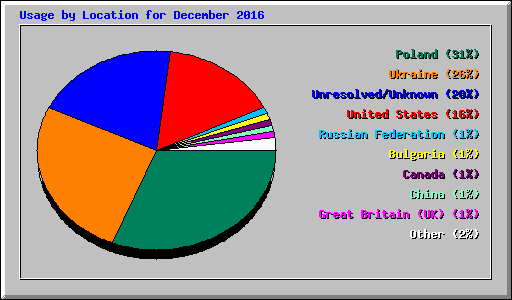 Usage by Location for December 2016
Poland (31%)
Ukraine (26%)
Unresolved/Unknown (20%)
United States (16%)
Russian Federation (1%)
Bulgaria (1%)
Canada (1%)
China (1%)
Great Britain (UK) (1%)
Other (2%)